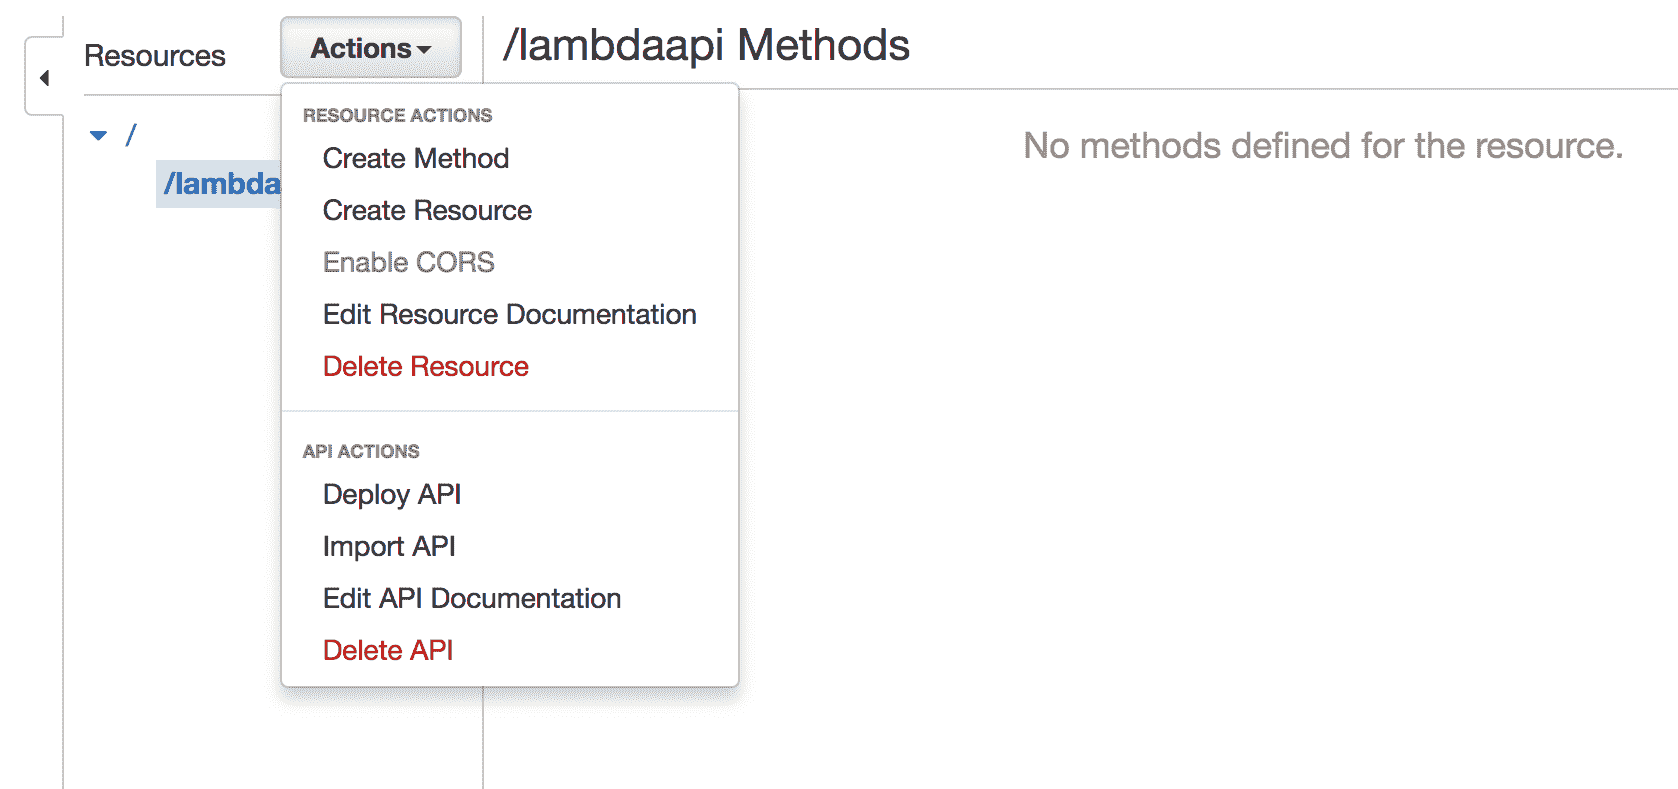 Resources
Actions
/lambdaapi Methods
/
/lambda
RESOURCE ACTIONS
Create Method
Create Resource
Enable CORS
Edit Resource Documentation
Delete Resource
API ACTIONS
Deploy API
Import API
Edit API Documentation
Delete API
No methods defined for the resource.